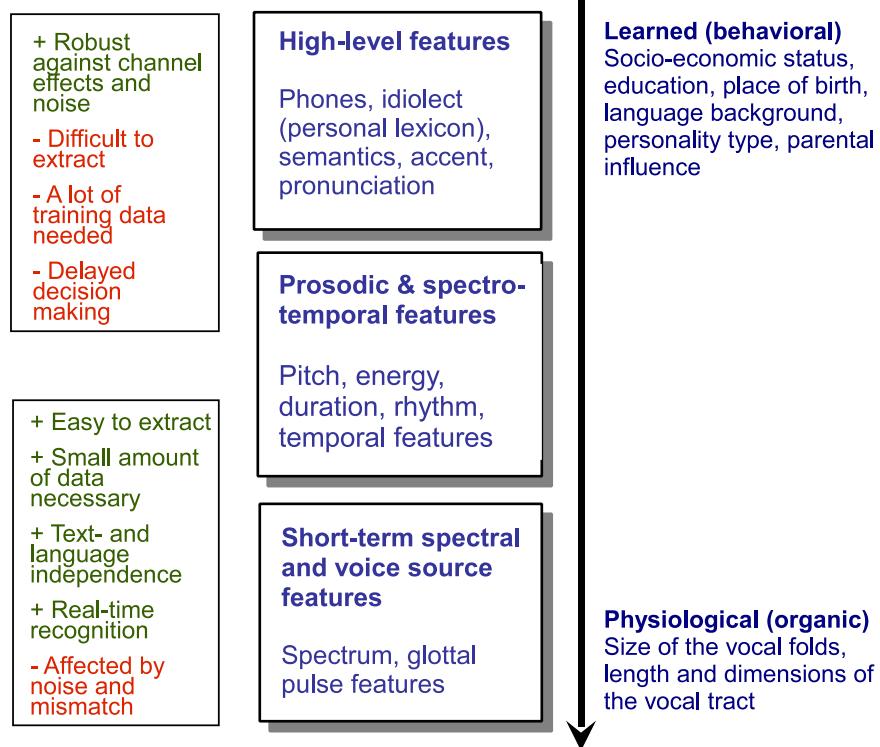 + Robust
against channel
effects and
noise
- Difficult to
extract
- A lot of
training data
needed
- Delayed
decision
making
+ Easy to extract
+ Small amount
of data
necessary
+ Text- and
language
independence
+ Real-time
recognition
- Affected by
noise and
mismatch
High-level features
Phones, idiolect
(personal lexicon),
semantics, accent,
pronunciation
Prosodic & spectro-
temporal features
Pitch, energy,
duration, rhythm,
temporal features
Short-term spectral
and voice source
features
Spectrum, glottal
pulse features
Learned (behavioral)
Socio-economic status,
education, place of birth,
language background,
personality type, parental
influence
Physiological (organic)
Size of the vocal folds,
length and dimensions of
the vocal tract